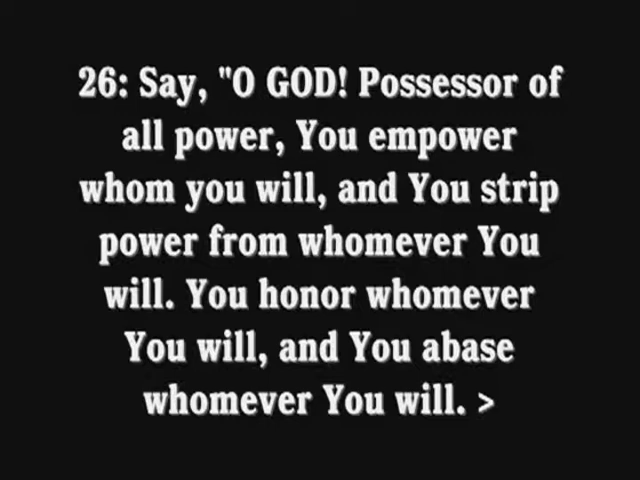 26: Say, "O GOD! Possessor of
all power, You empower
whom you will, and You strip
power from whomever You
will. You honor whomever
You will, and You abase
whomever You will. >